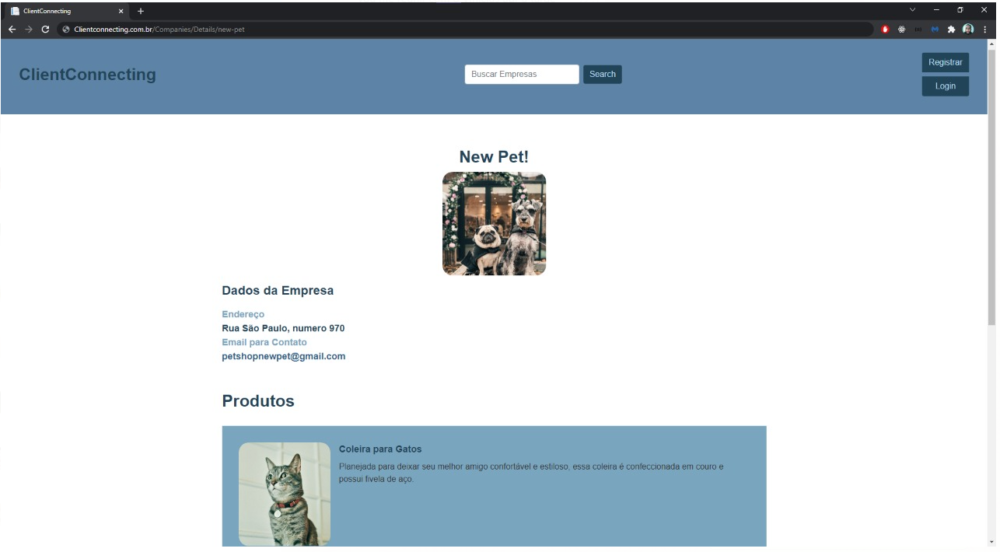 ClientConnecting
Clientconnecting.com.br/Companies/Details/new-pet
ClientConnecting
Buscar Empresas
Search
Registrar
Login
New Pet!
Dados da Empresa
Endereço
Rua São Paulo, numero 970
Email para Contato
petshopnewpet@gmail.com
Produtos
Coleira para Gatos
Planejada para deixar seu melhor amigo confortável e estiloso, essa coleira é confeccionada em couro e
possui fivela de aço.